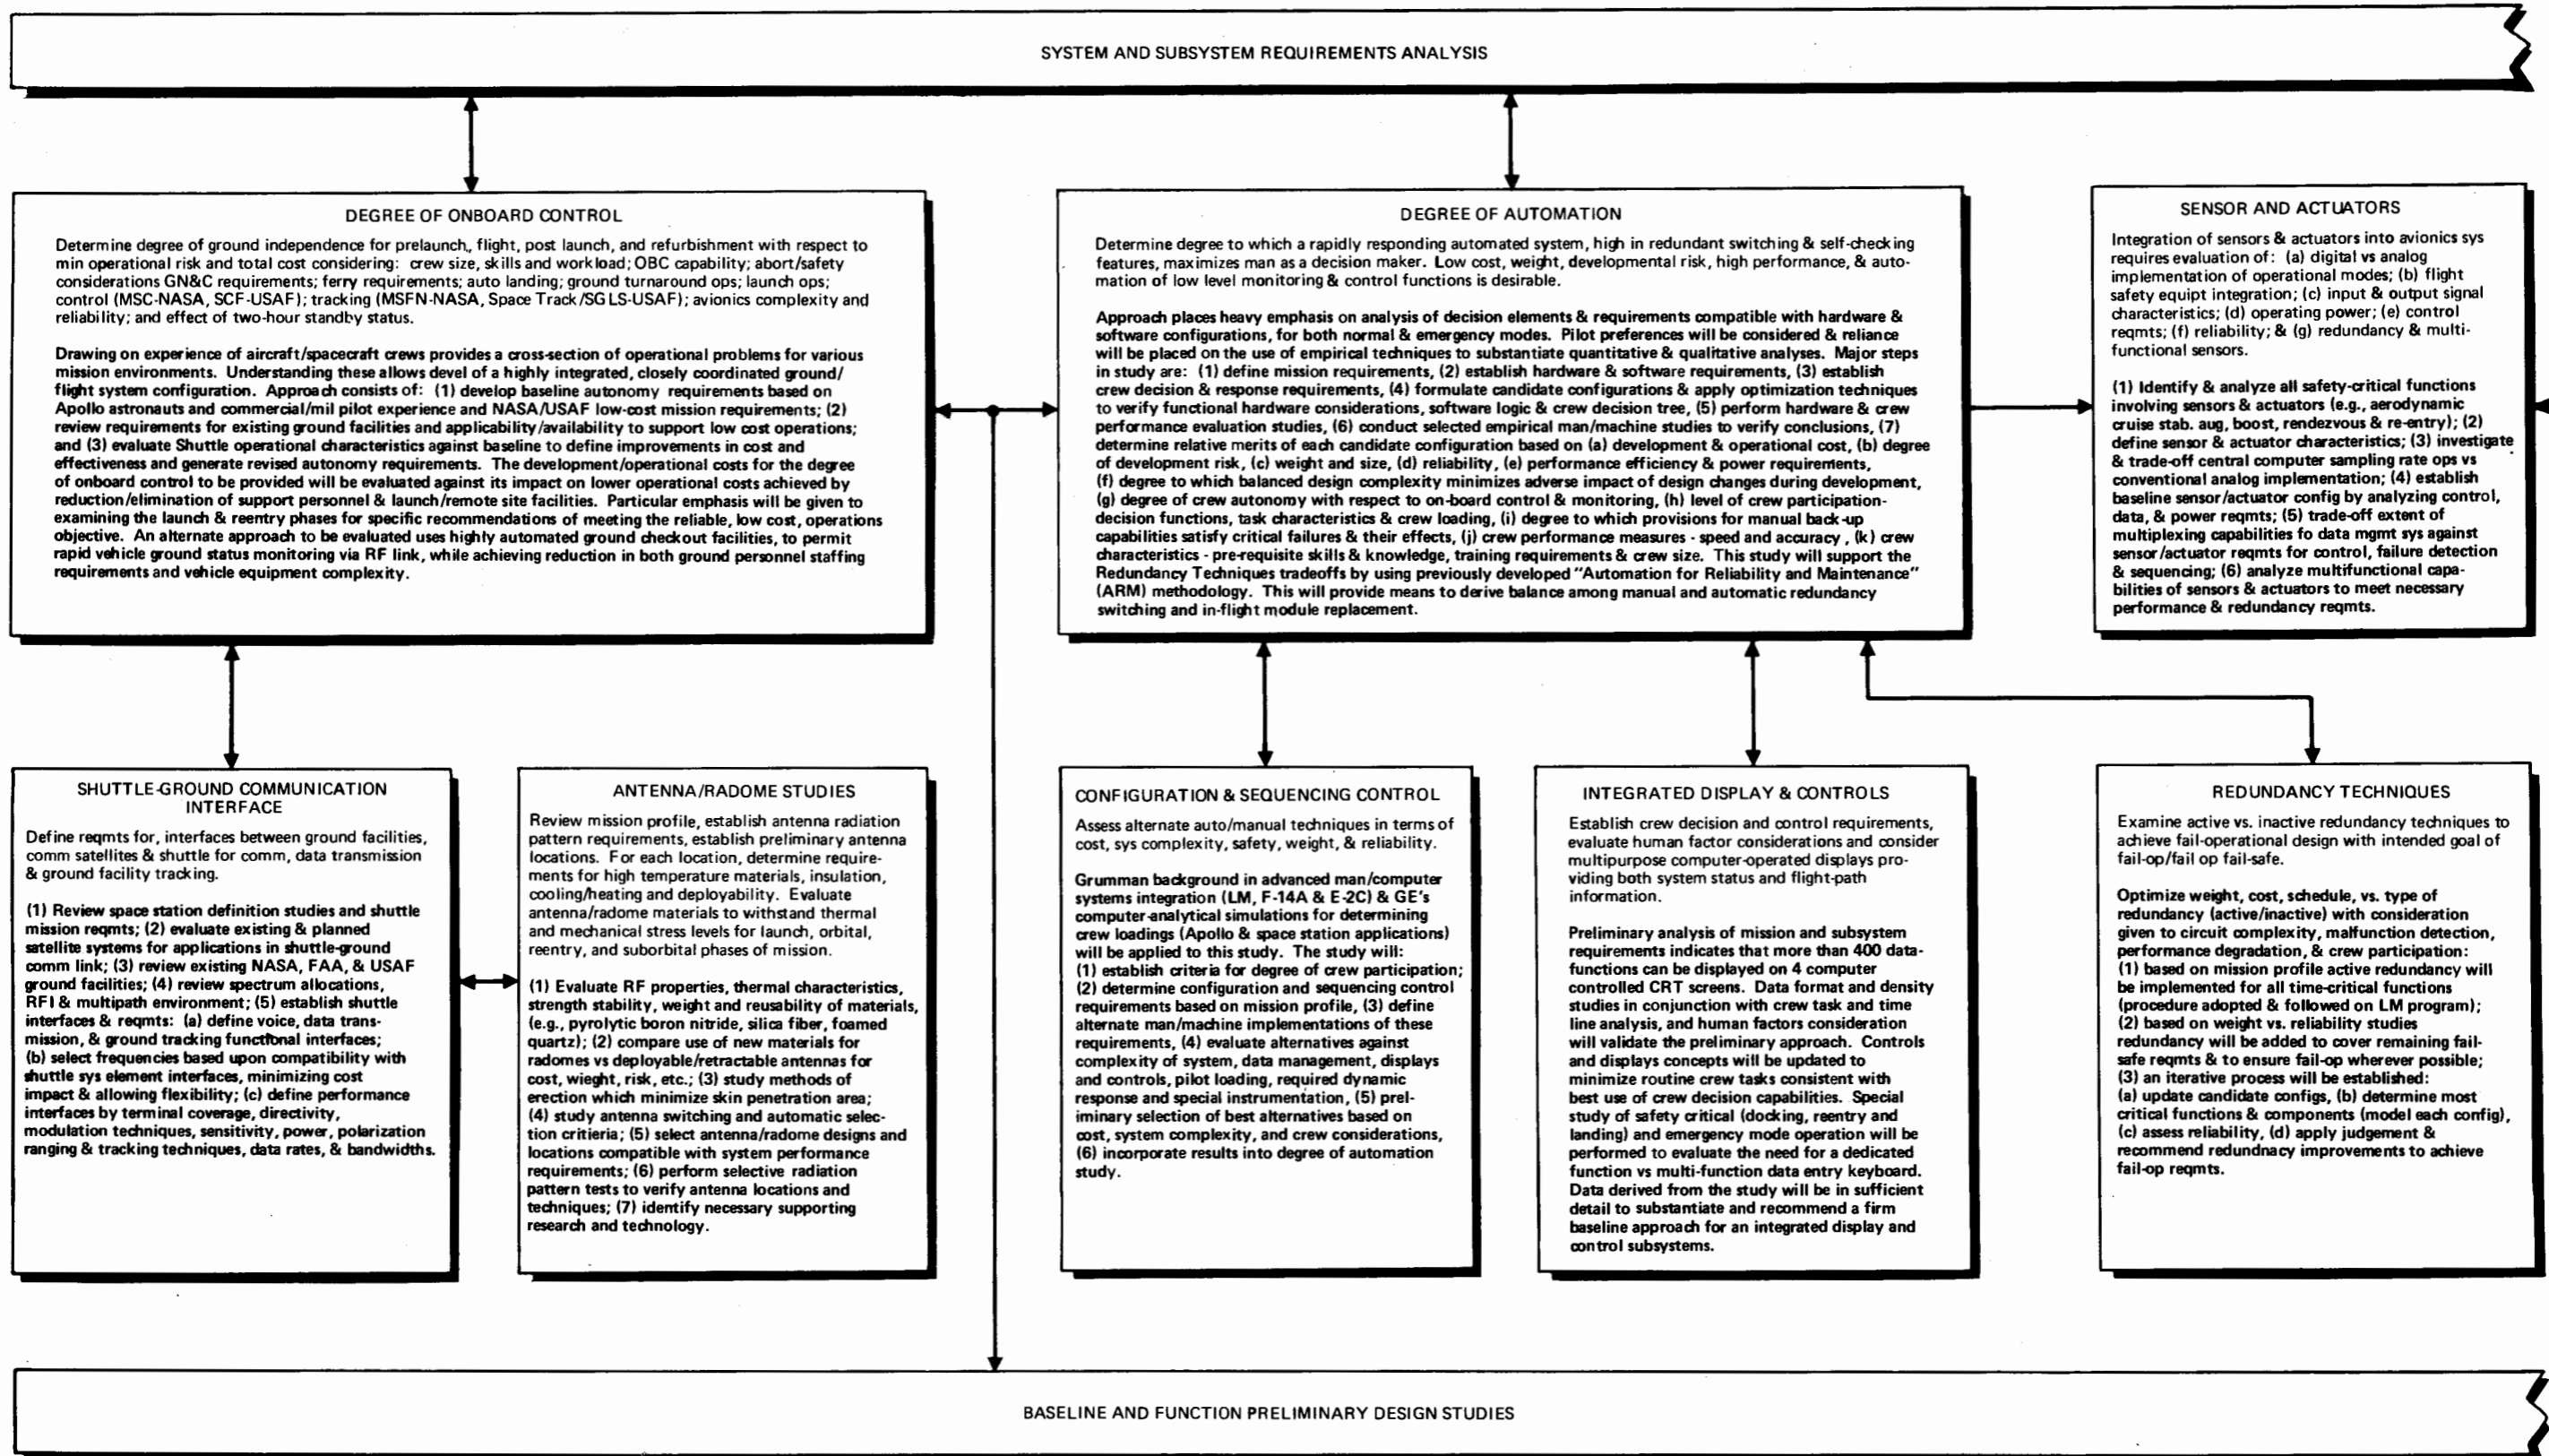 SYSTEM AND SUBSYSTEM REQUIREMENTS ANALYSIS
DEGREE OF ONBOARD CONTROL
Determine degree of ground independence for prelaunch, flight, post launch, and refurbishment with respect to
min operational risk and total cost considering: crew size, skills and workload; OBC capability; abort/safety
considerations GN&C requirements; ferry requirements; auto landing; ground turnaround ops; launch ops;
control (MSC-NASA, SCF-USAF); tracking (MSFN-NASA, Space Track/SGLS-USAF); avionics complexity and
reliability; and effect of two-hour standby status.
Drawing on experience of aircraft/spacecraft crews provides a cross-section of operational problems for various
mission environments. Understanding these allows devel of a highly integrated, closely coordinated ground/
flight system configuration. Approach consists of: (1) develop baseline autonomy requirements based on
Apollo astronauts and commercial/mil pilot experience and NASA/USAF low-cost mission requirements; (2)
review requirements for existing ground facilities and applicability/availability to support low cost operations;
and (3) evaluate Shuttle operational characteristics against baseline to define improvements in cost and
effectiveness and generate revised autonomy requirements. The development/operational costs for the degree
of onboard control to be provided will be evaluated against its impact on lower operational costs achieved by
reduction/elimination of support personnel & launch/remote site facilities. Particular emphasis will be given to
examining the launch & reentry phases for specific recommendations of meeting the reliable, low cost, operations
objective. An alternate approach to be evaluated uses highly automated ground checkout facilities, to permit
rapid vehicle ground status monitoring via RF link, while achieving reduction in both ground personnel staffing
requirements and vehicle equipment complexity.
DEGREE OF AUTOMATION
Determine degree to which a rapidly responding automated system, high in redundant switching & self-checking
features, maximizes man as a decision maker. Low cost, weight, developmental risk, high performance, & auto-
mation of low level monitoring & control functions is desirable.
Approach places heavy emphasis on analysis of decision elements & requirements compatible with hardware &
software configurations, for both normal & emergency modes. Pilot preferences will be considered & reliance
will be placed on the use of empirical techniques to substantiate quantitative & qualitative analyses. Major steps
in study are: (1) define mission requirements, (2) establish hardware & software requirements, (3) establish
crew decision & response requirements, (4) formulate candidate configurations & apply optimization techniques
to verify functional hardware considerations, software logic & crew decision tree, (5) perform hardware & crew
performance evaluation studies, (6) conduct selected empirical man/machine studies to verify conclusions, (7)
determine relative merits of each candidate configuration based on (a) development & operational cost, (b) degree
of development risk, (c) weight and size, (d) reliability, (e) performance efficiency & power requirements,
(f) degree to which balanced design complexity minimizes adverse impact of design changes during development,
(g) degree of crew autonomy with respect to on-board control & monitoring, (h) level of crew participation-
decision functions, task characteristics & crew loading, (i) degree to which provisions for manual back-up
capabilities satisfy critical failures & their effects, (j) crew performance measures - speed and accuracy , (k) crew
characteristics - pre-requisite skills & knowledge, training requirements & crew size. This study will support the
Redundancy Techniques tradeoffs by using previously developed "Automation for Reliability and Maintenance"
(ARM) methodology. This will provide means to derive balance among manual and automatic redundancy
switching and in-flight module replacement.
SENSOR AND ACTUATORS
Integration of sensors & actuators into avionics sys
requires evaluation of: (a) digital vs analog
implementation of operational modes; (b) flight
safety equipt integration; (c) input & output signal
characteristics; (d) operating power; (e) control
reqmts; (f) reliability; & (g) redundancy & multi-
functional sensors.
(1) Identify & analyze all safety-critical functions
involving sensors & actuators (e.g., aerodynamic
cruise stab. aug, boost, rendezvous & re-entry); (2)
define sensor & actuator characteristics; (3) investigate
& trade-off central computer sampling rate ops vs
conventional analog implementation; (4) establish
baseline sensor/actuator config by analyzing control,
data, & power reqmts; (5) trade-off extent of
multiplexing capabilities fo data mgmt sys against
sensor/actuator reqmts for control, failure detection
& sequencing; (6) analyze multifunctional capa-
bilities of sensors & actuators to meet necessary
performance & redundancy reqmts.
SHUTTLE-GROUND COMMUNICATION
INTERFACE
Define reqmts for, interfaces between ground facilities,
comm satellites & shuttle for comm, data transmission
& ground facility tracking.
(1) Review space station definition studies and shuttle
mission reqmts; (2) evaluate existing & planned
satellite systems for applications in shuttle-ground
comm link; (3) review existing NASA, FAA, & USAF
ground facilities; (4) review spectrum allocations,
RFI & multipath environment; (5) establish shuttle
interfaces & reqmts: (a) define voice, data trans-
mission, & ground tracking functional interfaces;
(b) select frequencies based upon compatibility with
shuttle sys element interfaces, minimizing cost
impact & allowing flexibility; (c) define performance
interfaces by terminal coverage, directivity,
modulation techniques, sensitivity, power, polarization
ranging & tracking techniques, data rates, & bandwidths.
ANTENNA/RADOME STUDIES
Review mission profile, establish antenna radiation
pattern requirements, establish preliminary antenna
locations. For each location, determine require-
ments for high temperature materials, insulation,
cooling/heating and deployability. Evaluate
antenna/radome materials to withstand thermal
and mechanical stress levels for launch, orbital,
reentry, and suborbital phases of mission.
(1) Evaluate RF properties, thermal characteristics,
strength stability, weight and reusability of materials,
(e.g., pyrolytic boron nitride, silica fiber, foamed
quartz); (2) compare use of new materials for
radomes vs deployable/retractable antennas for
cost, wieght, risk, etc.; (3) study methods of
erection which minimize skin penetration area;
(4) study antenna switching and automatic selec-
tion critieria; (5) select antenna/radome designs and
locations compatible with system performance
requirements; (6) perform selective radiation
pattern tests to verify antenna locations and
techniques; (7) identify necessary supporting
research and technology.
CONFIGURATION & SEQUENCING CONTROL
Assess alternate auto/manual techniques in terms of
cost, sys complexity, safety, weight, & reliability.
Grumman background in advanced man/computer
systems integration (LM, F-14A & E-2C) & GE's
computer-analytical simulations for determining
crew loadings (Apollo & space station applications)
will be applied to this study. The study will:
(1) establish criteria for degree of crew participation;
(2) determine configuration and sequencing control
requirements based on mission profile, (3) define
alternate man/machine implementations of these
requirements, (4) evaluate alternatives against
complexity of system, data management, displays
and controls, pilot loading, required dynamic
response and special instrumentation, (5) prel-
iminary selection of best alternatives based on
cost, system complexity, and crew considerations,
(6) incorporate results into degree of automation
study.
INTEGRATED DISPLAY & CONTROLS
Establish crew decision and control requirements,
evaluate human factor considerations and consider
multipurpose computer-operated displays pro-
viding both system status and flight-path
information.
Preliminary analysis of mission and subsystem
requirements indicates that more than 400 data-
functions can be displayed on 4 computer
controlled CRT screens. Data format and density
studies in conjunction with crew task and time
line analysis, and human factors consideration
will validate the preliminary approach. Controls
and displays concepts will be updated to
minimize routine crew tasks consistent with
best use of crew decision capabilities. Special
study of safety critical (docking, reentry and
landing) and emergency mode operation will be
performed to evaluate the need for a dedicated
function vs multi-function data entry keyboard.
Data derived from the study will be in sufficient
detail to substantiate and recommend a firm
baseline approach for an integrated display and
control subsystems.
REDUNDANCY TECHNIQUES
Examine active vs. inactive redundancy techniques to
achieve fail-operational design with intended goal of
fail-op/fail op fail-safe.
Optimize weight, cost, schedule, vs. type of
redundancy (active/inactive) with consideration
given to circuit complexity, malfunction detection,
performance degradation, & crew participation:
(1) based on mission profile active redundancy will
be implemented for all time-critical functions
(procedure adopted & followed on LM program);
(2) based on weight vs. reliability studies
redundancy will be added to cover remaining fail-
safe reqmts & to ensure fail-op wherever possible;
(3) an iterative process will be established:
(a) update candidate configs, (b) determine most
critical functions & components (model each config),
(c) assess reliability, (d) apply judgement &
recommend redundnacy improvements to achieve
fail-op reqmts.
BASELINE AND FUNCTION PRELIMINARY DESIGN STUDIES